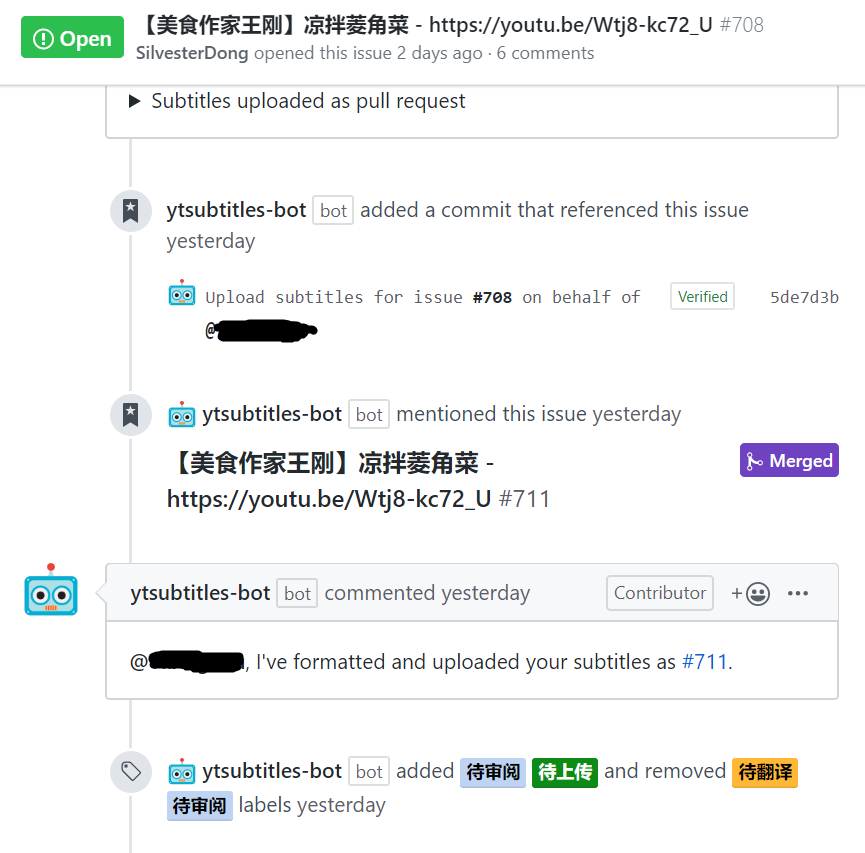 Open
【美食作家王刚】凉拌菱角菜 - https://youtu.be/Wtj8-kc72_U #708
SilvesterDong opened this issue 2 days ago · 6 comments
Subtitles uploaded as pull request
ytsubtitles-bot bot added a commit that referenced this issue
yesterday
Upload subtitles for issue #708 on behalf of Verified 5de7d3b
@
ytsubtitles-bot bot mentioned this issue yesterday
【美食作家王刚】凉拌菱角菜 - Merged
https://youtu.be/Wtj8-kc72_U #711
ytsubtitles-bot bot commented yesterday Contributor +
@ , I've formatted and uploaded your subtitles as #711.
ytsubtitles-bot bot added 待审阅 待上传 and removed 待翻译
待审阅 labels yesterday